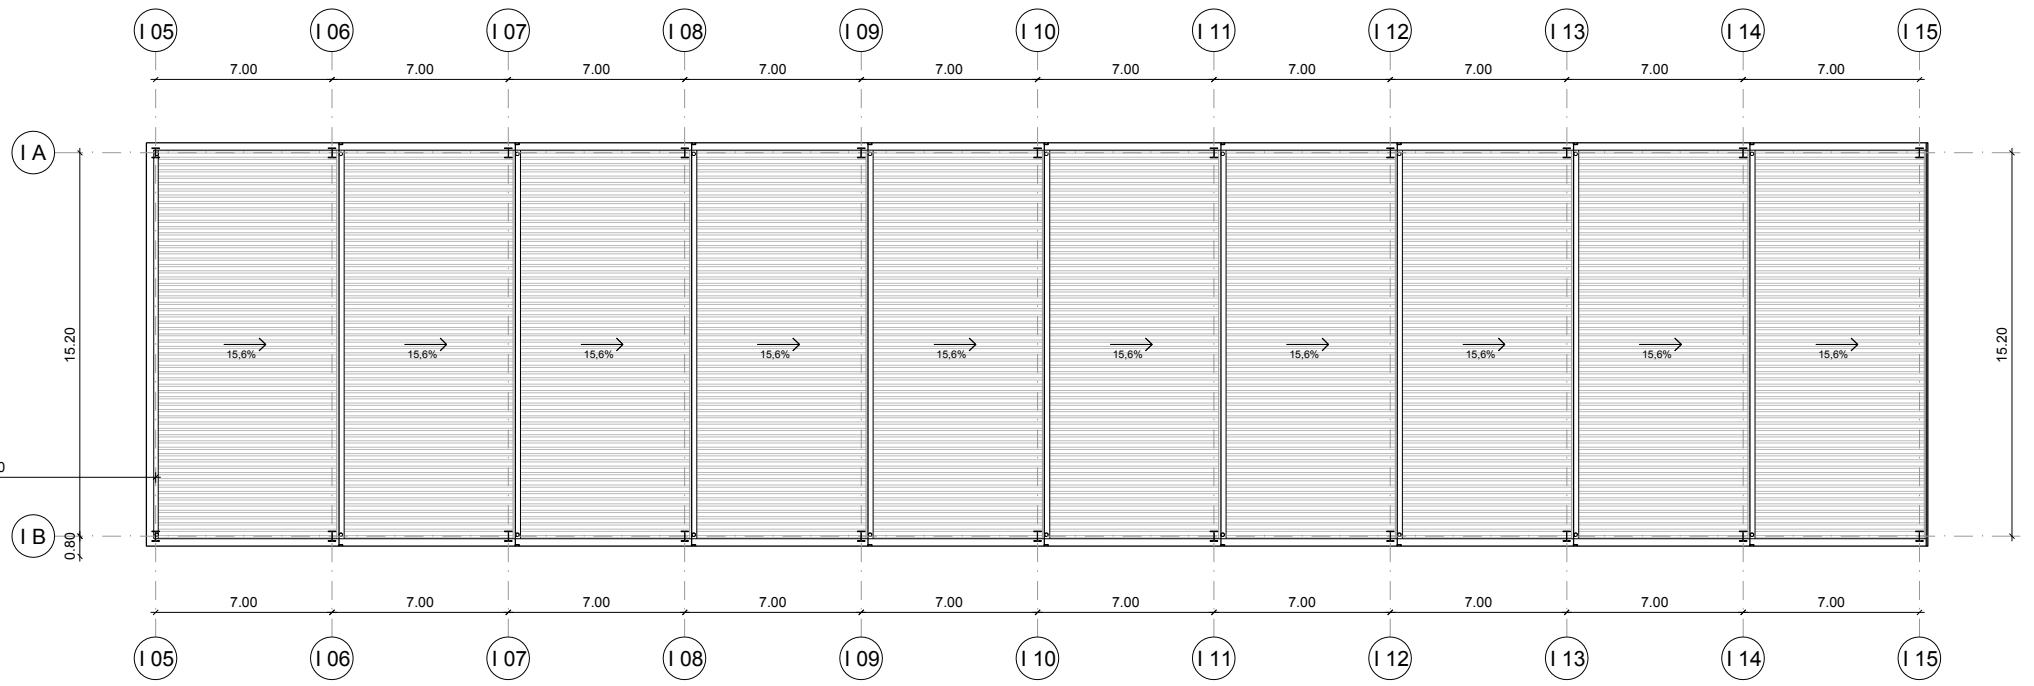 I 05 I 06 I 07 I 08 I 09 I 10 I 11 I 12 I 13 I 14 I 15
7.00 7.00 7.00 7.00 7.00 7.00 7.00 7.00 7.00 7.00
I A
15.20 15.20
15,6% 15,6% 15,6% 15,6% 15,6% 15,6% 15,6% 15,6% 15,6% 15,6%
0
I B
0.80
7.00 7.00 7.00 7.00 7.00 7.00 7.00 7.00 7.00 7.00
I 05 I 06 I 07 I 08 I 09 I 10 I 11 I 12 I 13 I 14 I 15